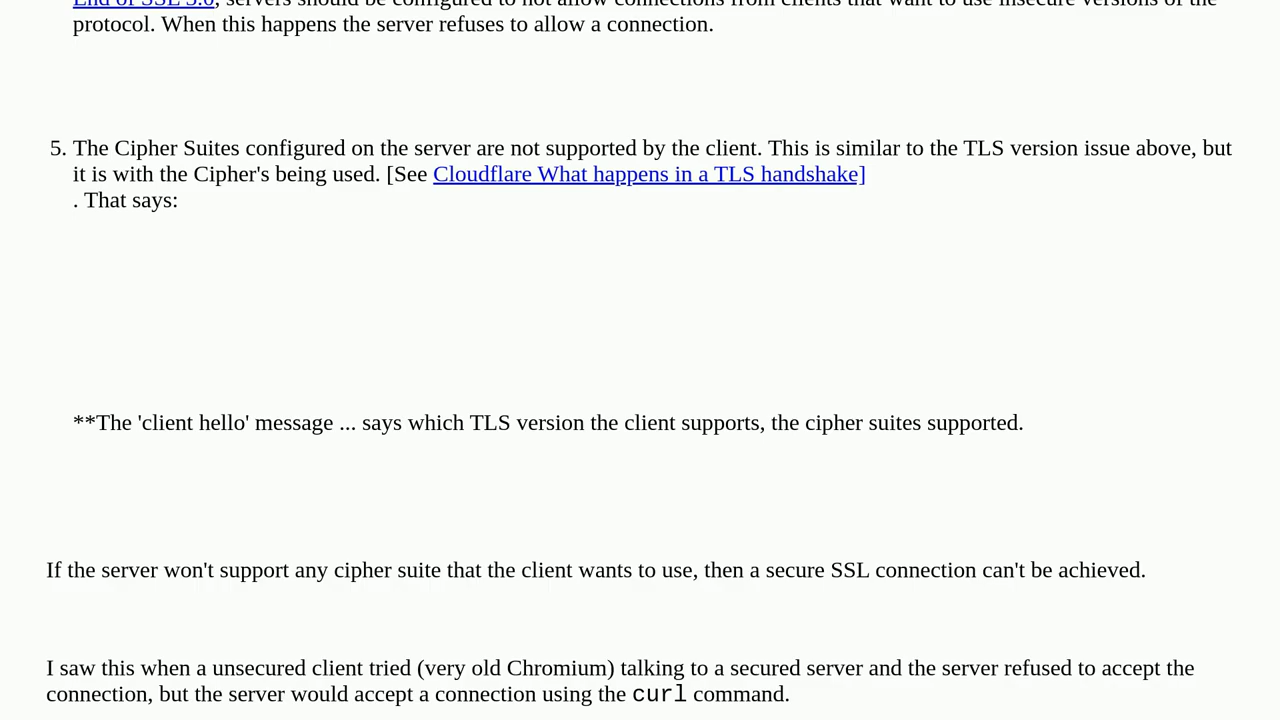 End of SSL 3.0, servers should be configured to not allow connections from clients that want to use insecure versions of the
protocol. When this happens the server refuses to allow a connection.
5. The Cipher Suites configured on the server are not supported by the client. This is similar to the TLS version issue above, but
it is with the Cipher's being used. [See Cloudflare What happens in a TLS handshake]
. That says:
**The 'client hello' message ... says which TLS version the client supports, the cipher suites supported.
If the server won't support any cipher suite that the client wants to use, then a secure SSL connection can't be achieved.
I saw this when a unsecured client tried (very old Chromium) talking to a secured server and the server refused to accept the
connection, but the server would accept a connection using the curl command.